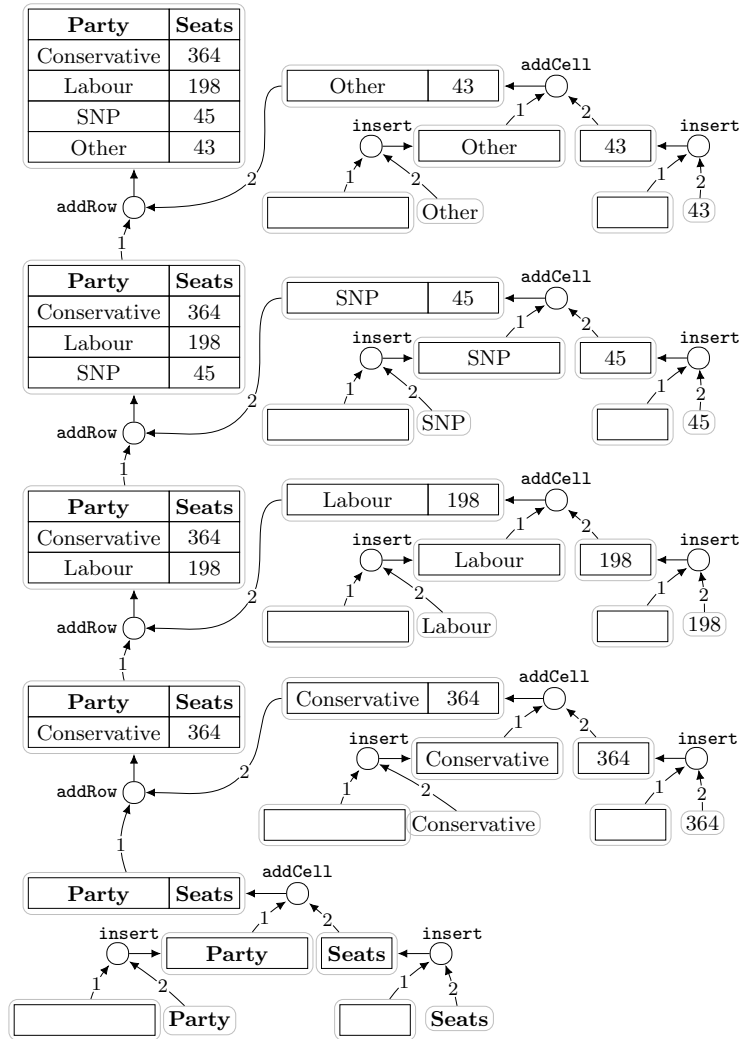 Party Seats
Conservative 364
Labour 198
SNP 45
Other 43
Other 43
addCell
1 2
insert
Other
43
insert
1 2
Other
1 2
43
addRow
2
1
Party Seats
Conservative 364
Labour 198
SNP 45
SNP 45
addCell
1 2
insert
SNP
45
insert
1 2
SNP
1 2
45
addRow
2
1
Party Seats
Conservative 364
Labour 198
Labour 198
addCell
1 2
insert
Labour
198
insert
1 2
Labour
1 2
198
addRow
2
1
Party Seats
Conservative 364
Conservative 364
addCell
1 2
insert
Conservative
364
insert
1 2
Conservative
1 2
364
addRow
2
1
Party Seats
addCell
1 2
insert
Party
Seats
insert
1 2
Party
1 2
Seats